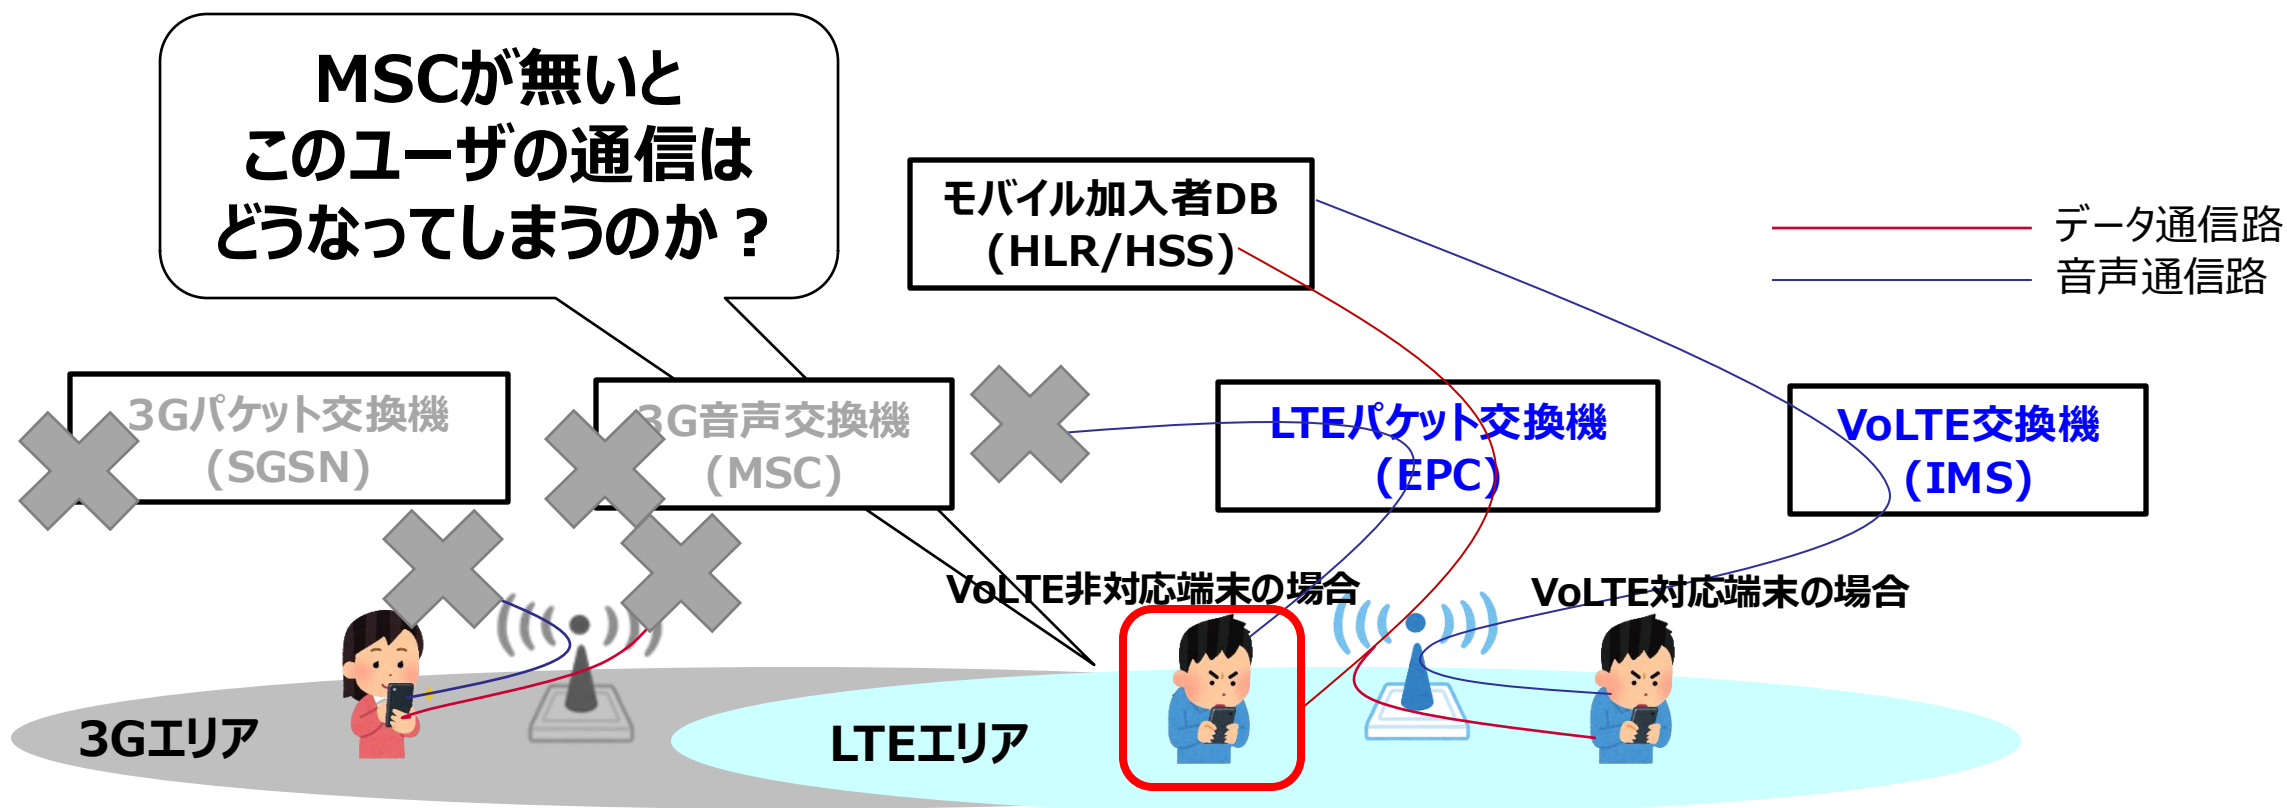 MSCが無いと
このユーザの通信は
どうなってしまうのか？
モバイル加入者DB
(HLR/HSS)
データ通信路
音声通信路
3Gパケット交換機
(SGSN)
3G音声交換機
(MSC)
LTEパケット交換機
(EPC)
VoLTE交換機
(IMS)
VoLTE非対応端末の場合
VoLTE対応端末の場合
3Gエリア
LTEエリア